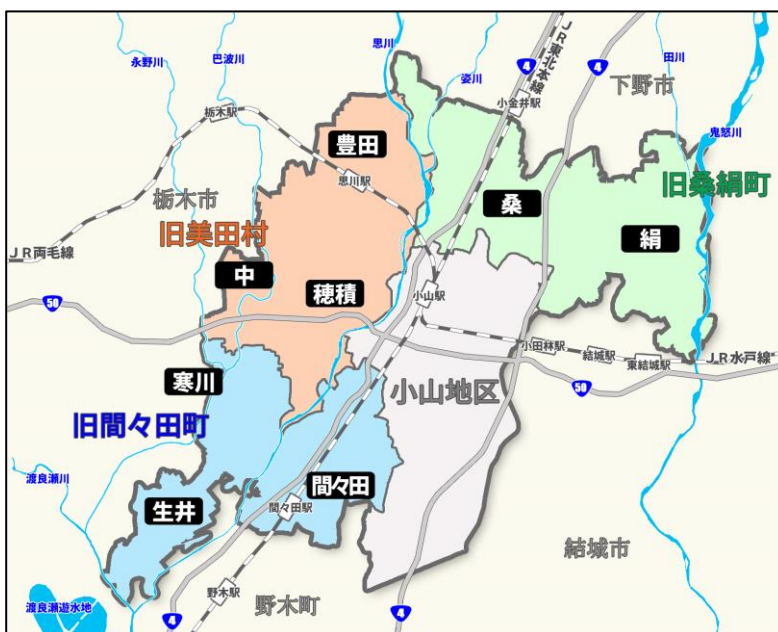 巴波川
永野川
思川
姿川
JR東北本線
4
4
田川
下野市
小金井駅
栃木駅
鬼怒川
豊田
思川駅
栃木市
旧桑絹町
桑
絹
旧美田村
JR両毛線
中
穂積
小山駅
50
小田林駅
結城駅
東結城駅
JR水戸線
寒川
小山地区
50
旧間々田町
渡良瀬川
間々田
生井
間々田駅
結城市
野木駅
渡良瀬遊水地
野木町
4
4